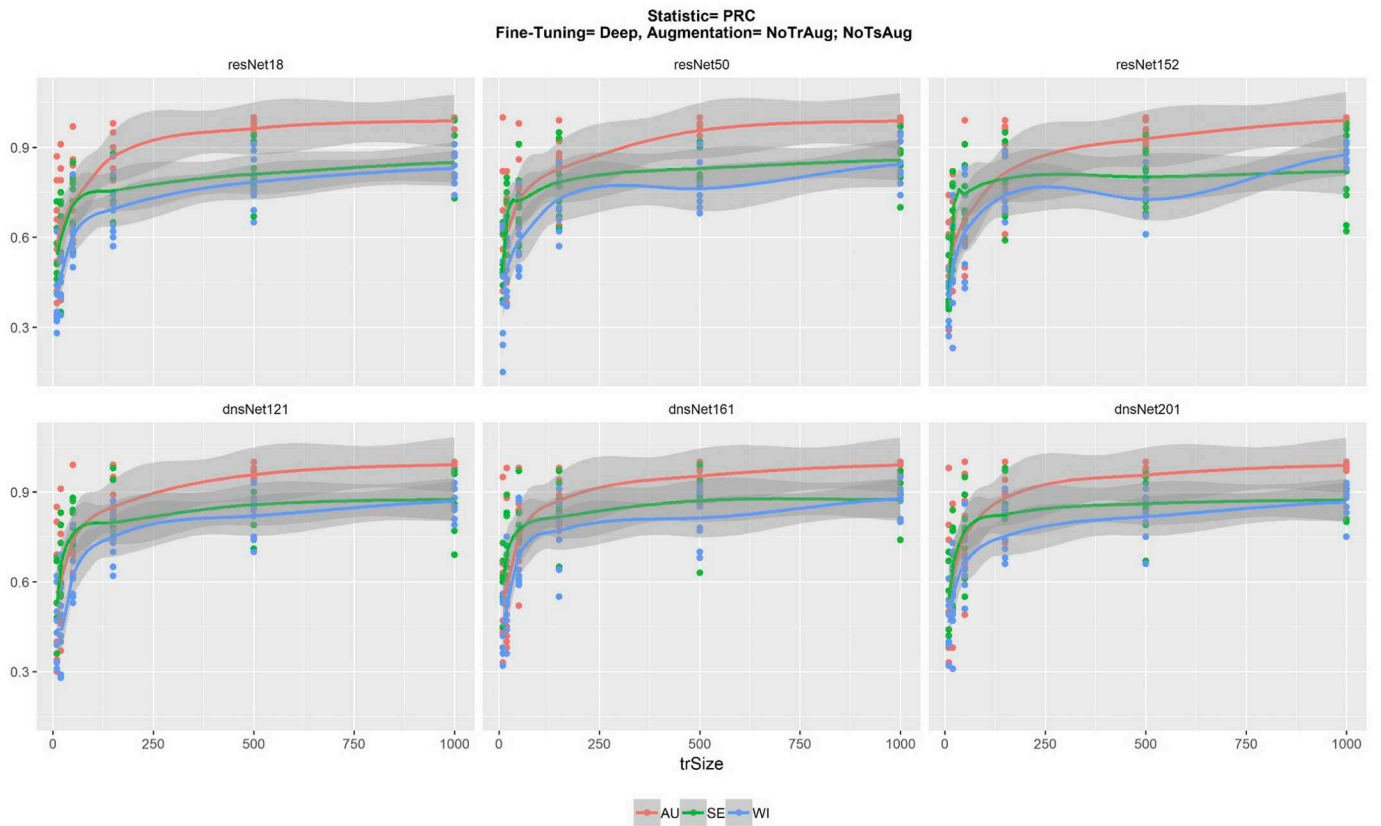 Statistic= PRC
Fine-Tuning= Deep, Augmentation= NoTrAug; NoTsAug
resNet18 resNet50 resNet152
0.9
0.6
0.3
dnsNet121 dnsNet161 dnsNet201
0.9
0.6
0.3
0 250 500 750 1000 250 500 750 1000 0 250 500 750 1000
trSize
AU SE WI